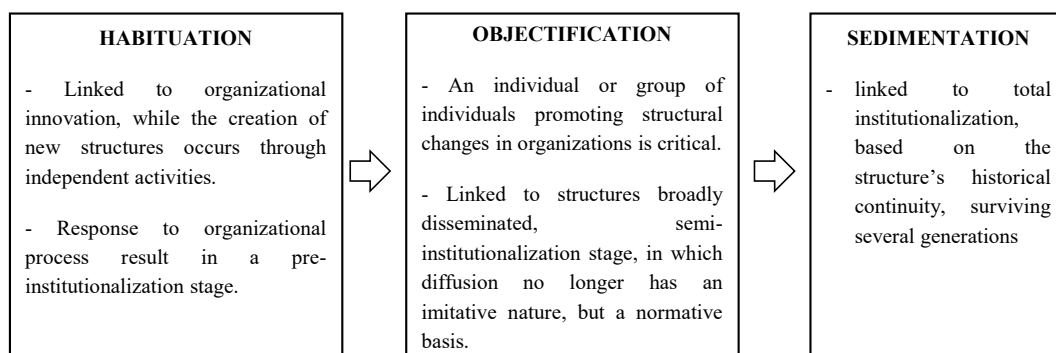 HABITUATION
- Linked to organizational
innovation, while the creation of
new structures occurs through
independent activities.
- Response to organizational
process result in a pre-
institutionalization stage.
OBJECTIFICATION
- An individual or group of
individuals promoting structural
changes in organizations is critical.
- Linked to structures broadly
disseminated, semi-
institutionalization stage, in which
diffusion no longer has an
imitative nature, but a normative
basis.
SEDIMENTATION
- linked to total
institutionalization,
based on the
structure’s historical
continuity, surviving
several generations